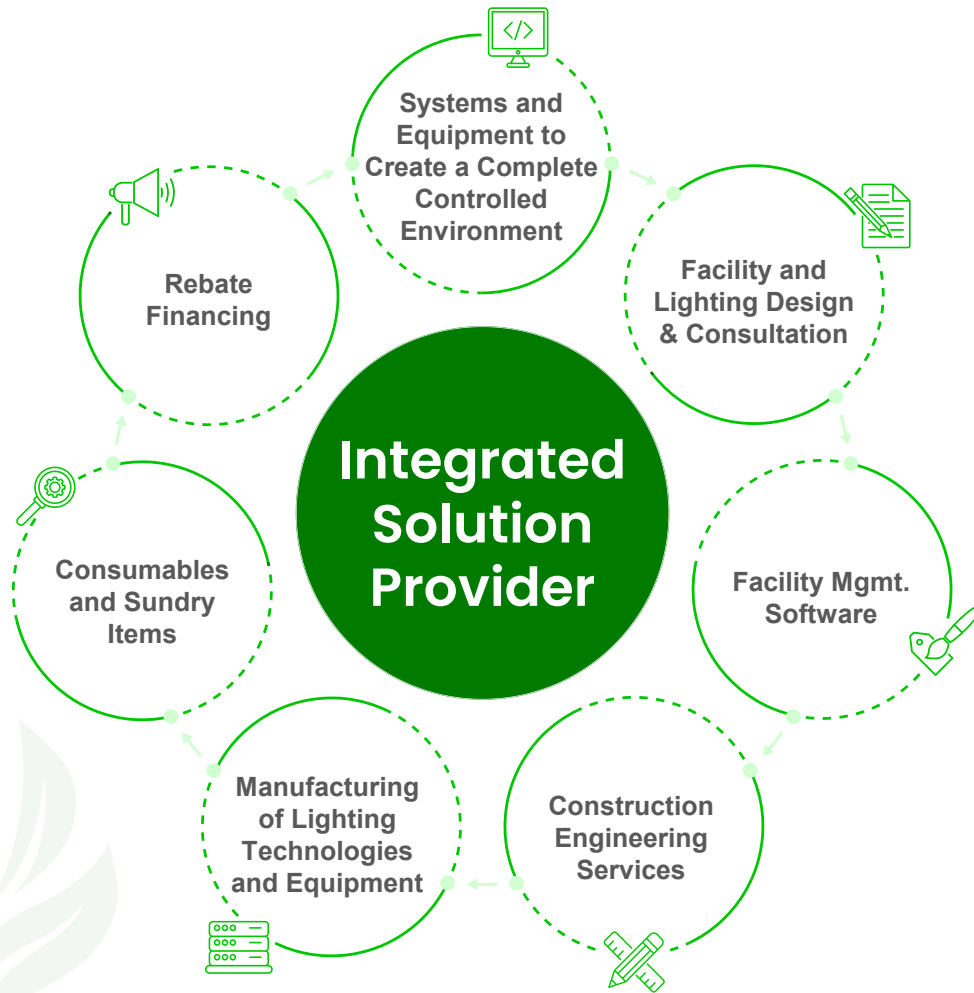 Systems and
Equipment to
Create a Complete
Controlled
Environment
Facility and
Lighting Design
& Consultation
Facility Mgmt.
Software
Construction
Engineering
Services
Manufacturing
of Lighting
Technologies
and Equipment
Consumables
and Sundry
Items
Rebate
Financing
Integrated
Solution
Provider